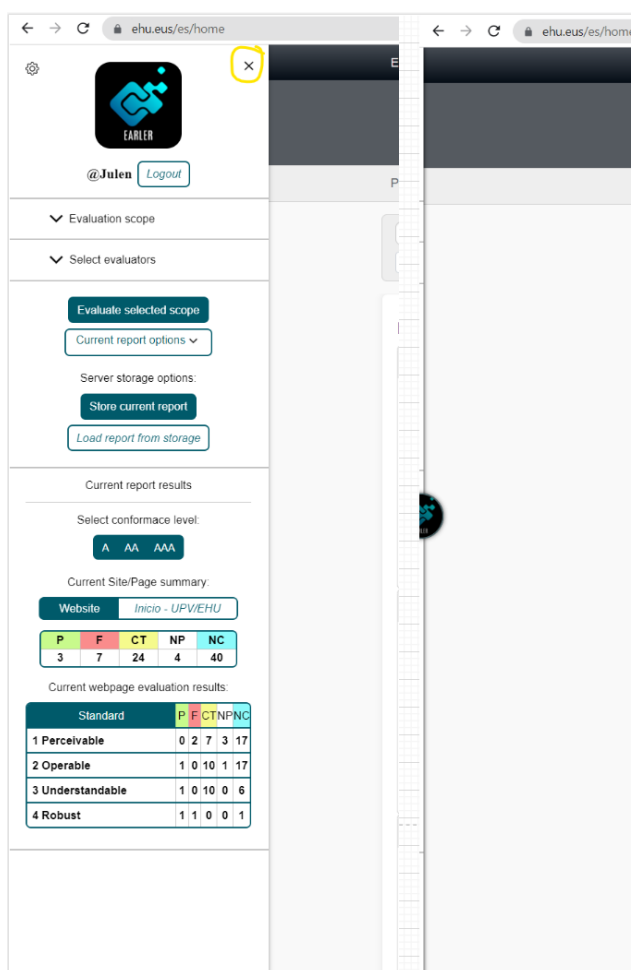 ehu.eus/es/home
EARLER
@Julen Logout
Evaluation scope
Select evaluators
Evaluate selected scope
Current report options
Server storage options:
Store current report
Load report from storage
Current report results
Select conformace level:
A AA AAA
Current Site/Page summary:
Website Inicio - UPV/EHU
P F CT NP NC
3 7 24 4 40
Current webpage evaluation results:
Standard P F CT NP NC
1 Perceivable 0 2 7 3 17
2 Operable 1 0 10 1 17
3 Understandable 1 0 10 0 6
4 Robust 1 1 0 0 1
E
P
ehu.eus/es/home
EARLER